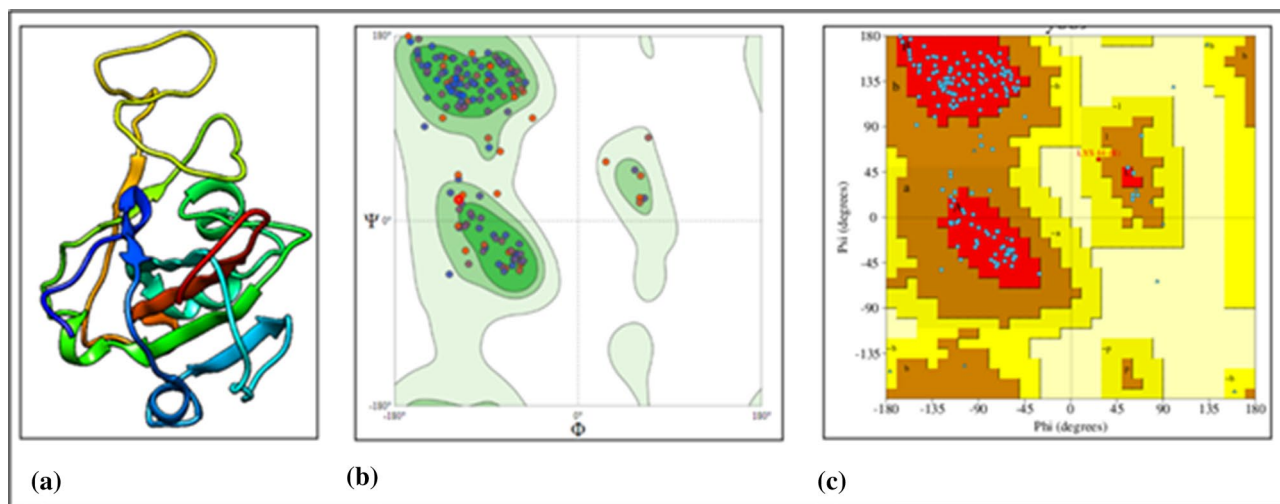 180°
Ψ
0°
-180°
-180° 0° 180°
Φ
180
135
90
45
0
-45
-90
-135
Psi (degrees)
b
a
-180 -135 -90 -45 0 45 90 135 180
Phi (degrees)
(a)
(b)
(c)